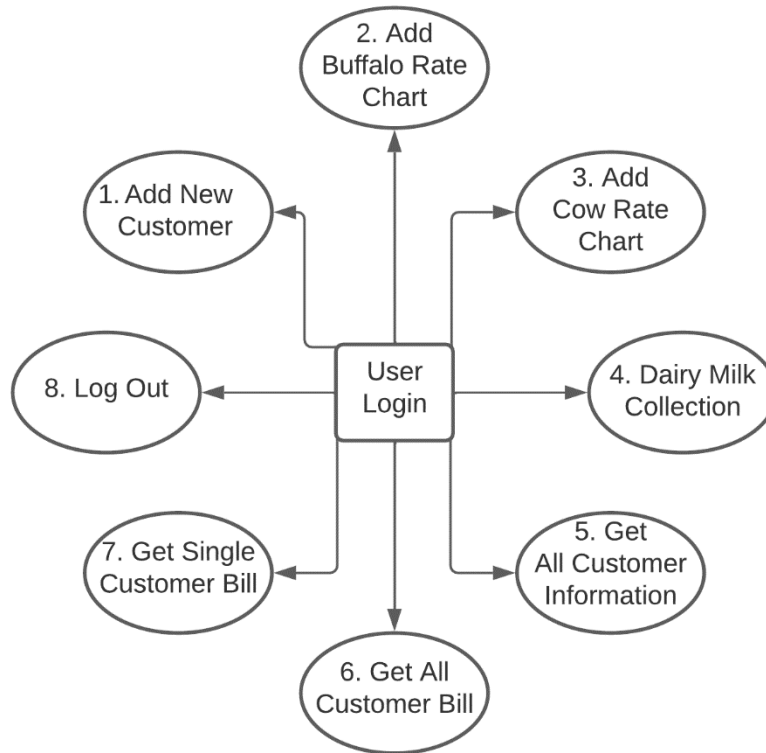 2. Add
Buffalo Rate
Chart
1. Add New
Customer
3. Add
Cow Rate
Chart
User
Login
8. Log Out
4. Dairy Milk
Collection
7. Get Single
Customer Bill
5. Get
All Customer
Information
6. Get All
Customer Bill